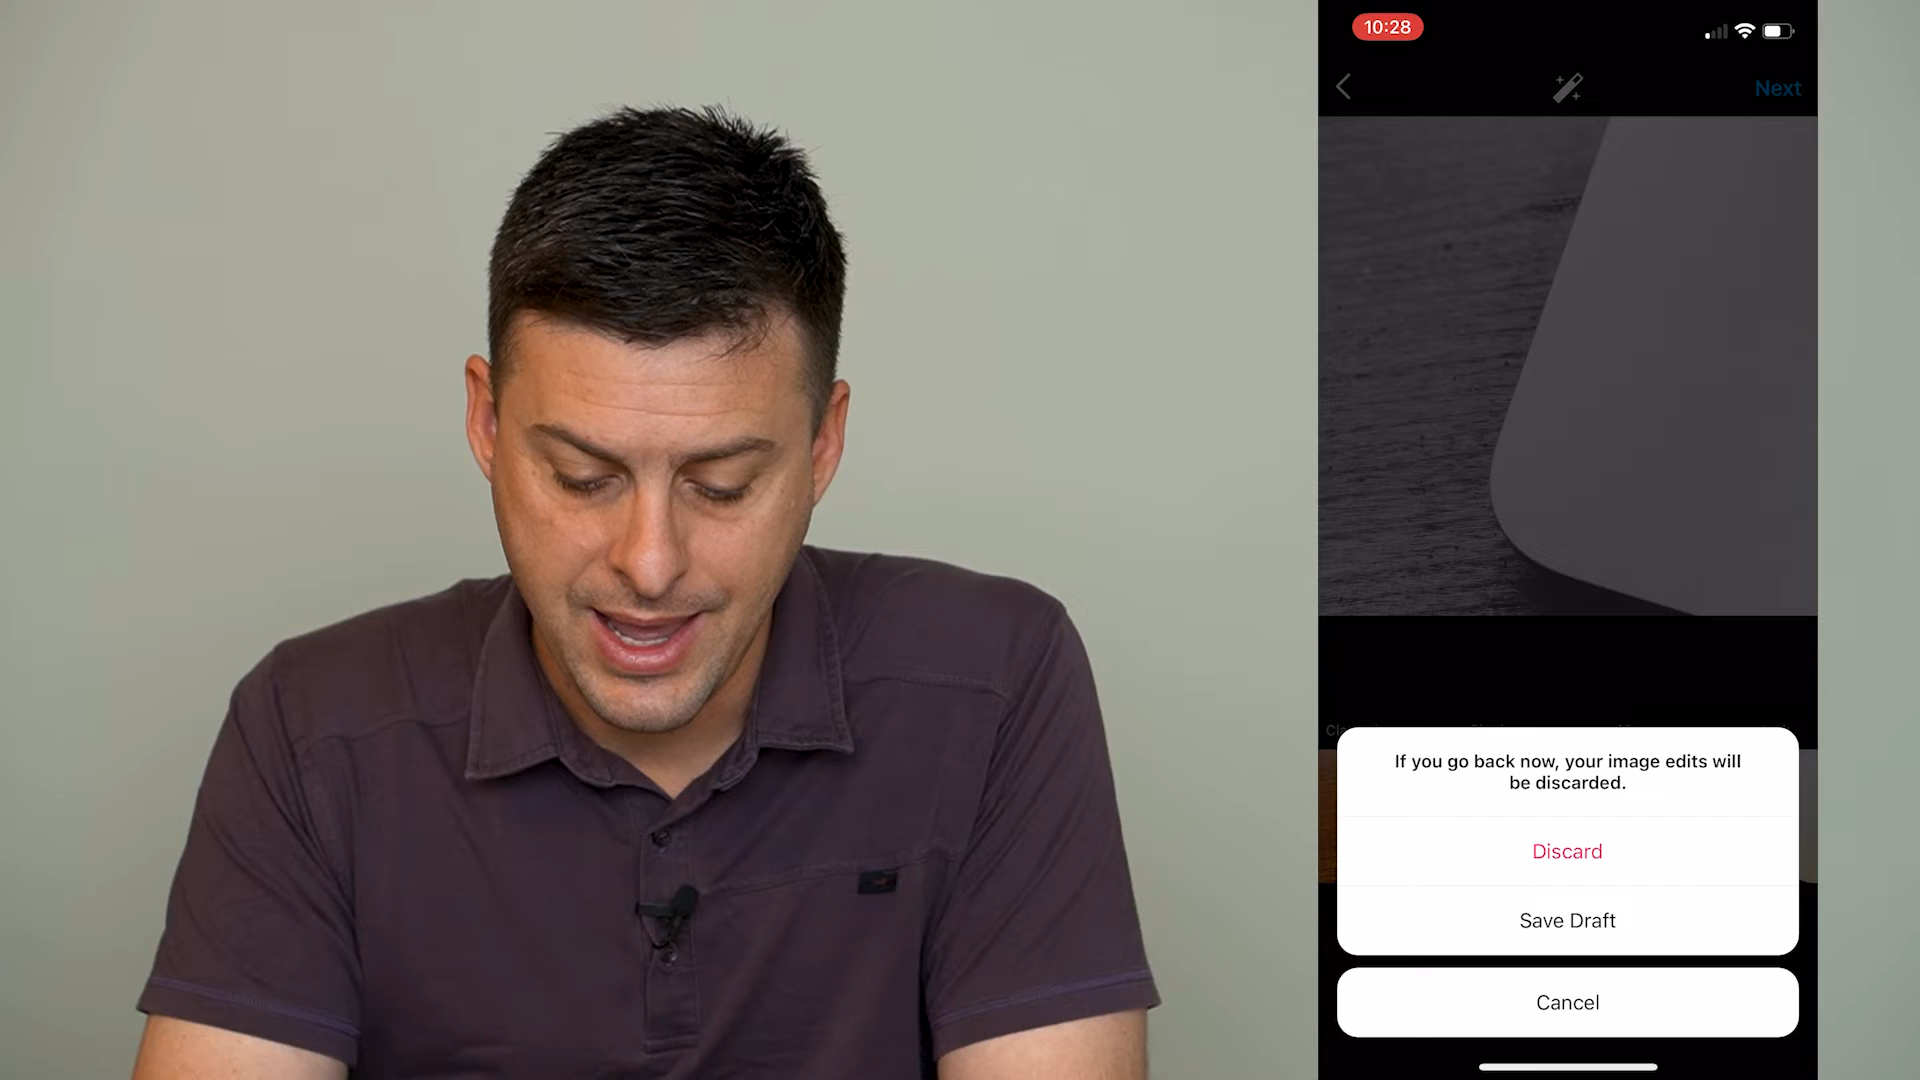 10:28
Next
If you go back now, your image edits will
be discarded.
Discard
Save Draft
Cancel